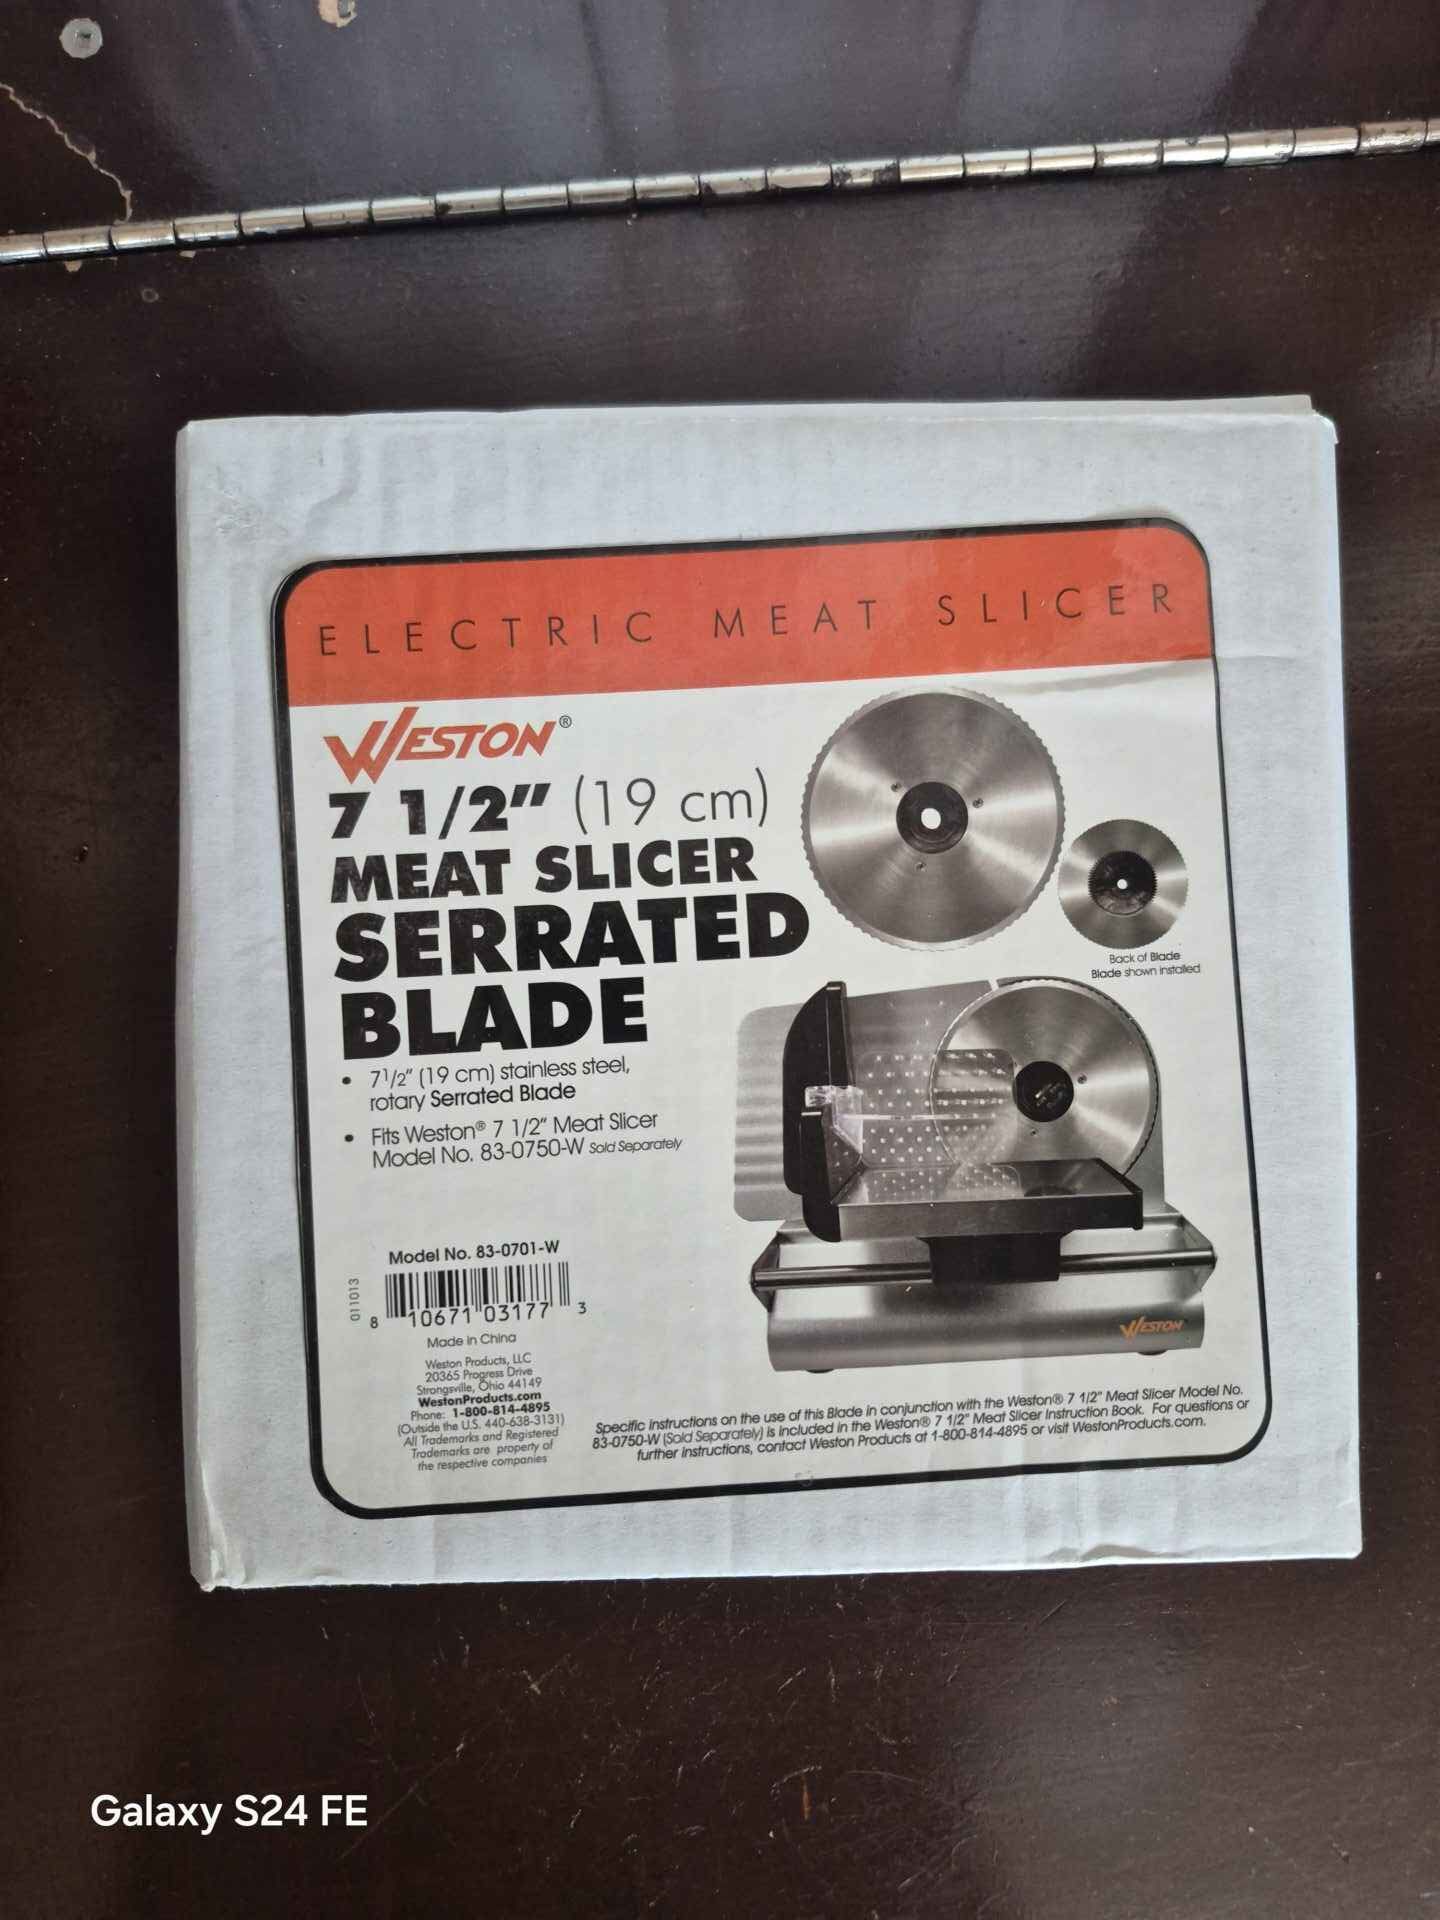 ELECTRIC MEAT SLICER
WESTON®
7 1/2" (19 cm)
MEAT SLICER
SERRATED
BLADE
• 7 1/2" (19 cm) stainless steel,
rotary Serrated Blade
• Fits Weston® 7 1/2" Meat Slicer
Model No. 83-0750-W Sold Separately
Back of Blade
Blade shown installed
WESTON
Model No. 83-0701-W
011013
8 10671 03177 3
Made in China
Weston Products, LLC
20365 Progress Drive
Strongsville, Ohio 44149
WestonProducts.com
Phone: 1-800-814-4895
(Outside the U.S. 440-638-3131)
All Trademarks and Registered
Trademarks are property of
the respective companies
Specific instructions on the use of this Blade in conjunction with the Weston® 7 1/2" Meat Slicer Model No.
83-0750-W (Sold Separately) is included in the Weston® 7 1/2" Meat Slicer Instruction Book. For questions or
further instructions, contact Weston Products at 1-800-814-4895 or visit WestonProducts.com.
Galaxy S24 FE